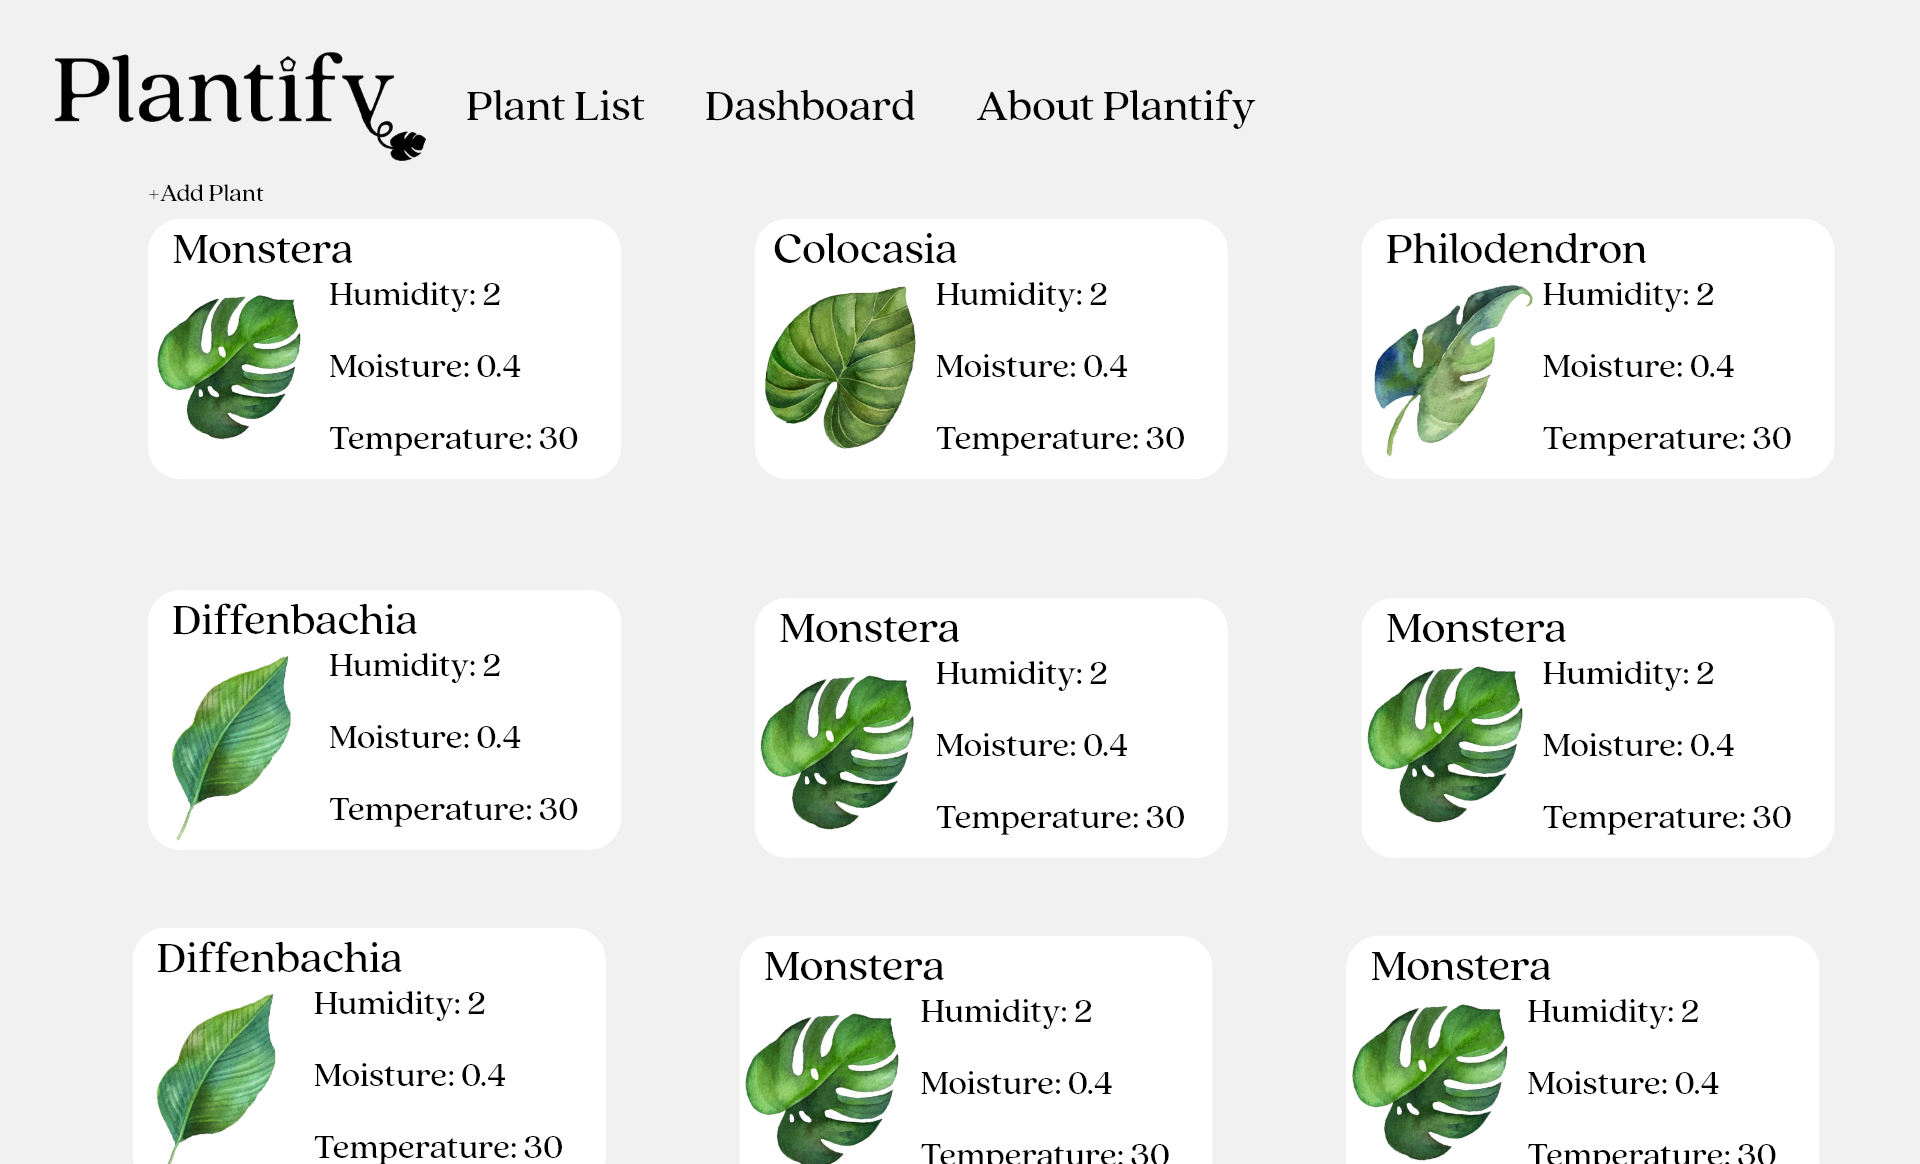 Plantify
Plant List
Dashboard
About Plantify
+Add Plant
Monstera
Humidity: 2
Moisture: 0.4
Temperature: 30
Colocasia
Humidity: 2
Moisture: 0.4
Temperature: 30
Philodendron
Humidity: 2
Moisture: 0.4
Temperature: 30
Diffenbachia
Humidity: 2
Moisture: 0.4
Temperature: 30
Monstera
Humidity: 2
Moisture: 0.4
Temperature: 30
Monstera
Humidity: 2
Moisture: 0.4
Temperature: 30
Diffenbachia
Humidity: 2
Moisture: 0.4
Temperature: 30
Monstera
Humidity: 2
Moisture: 0.4
Temperature: 30
Monstera
Humidity: 2
Moisture: 0.4
Temperature: 30